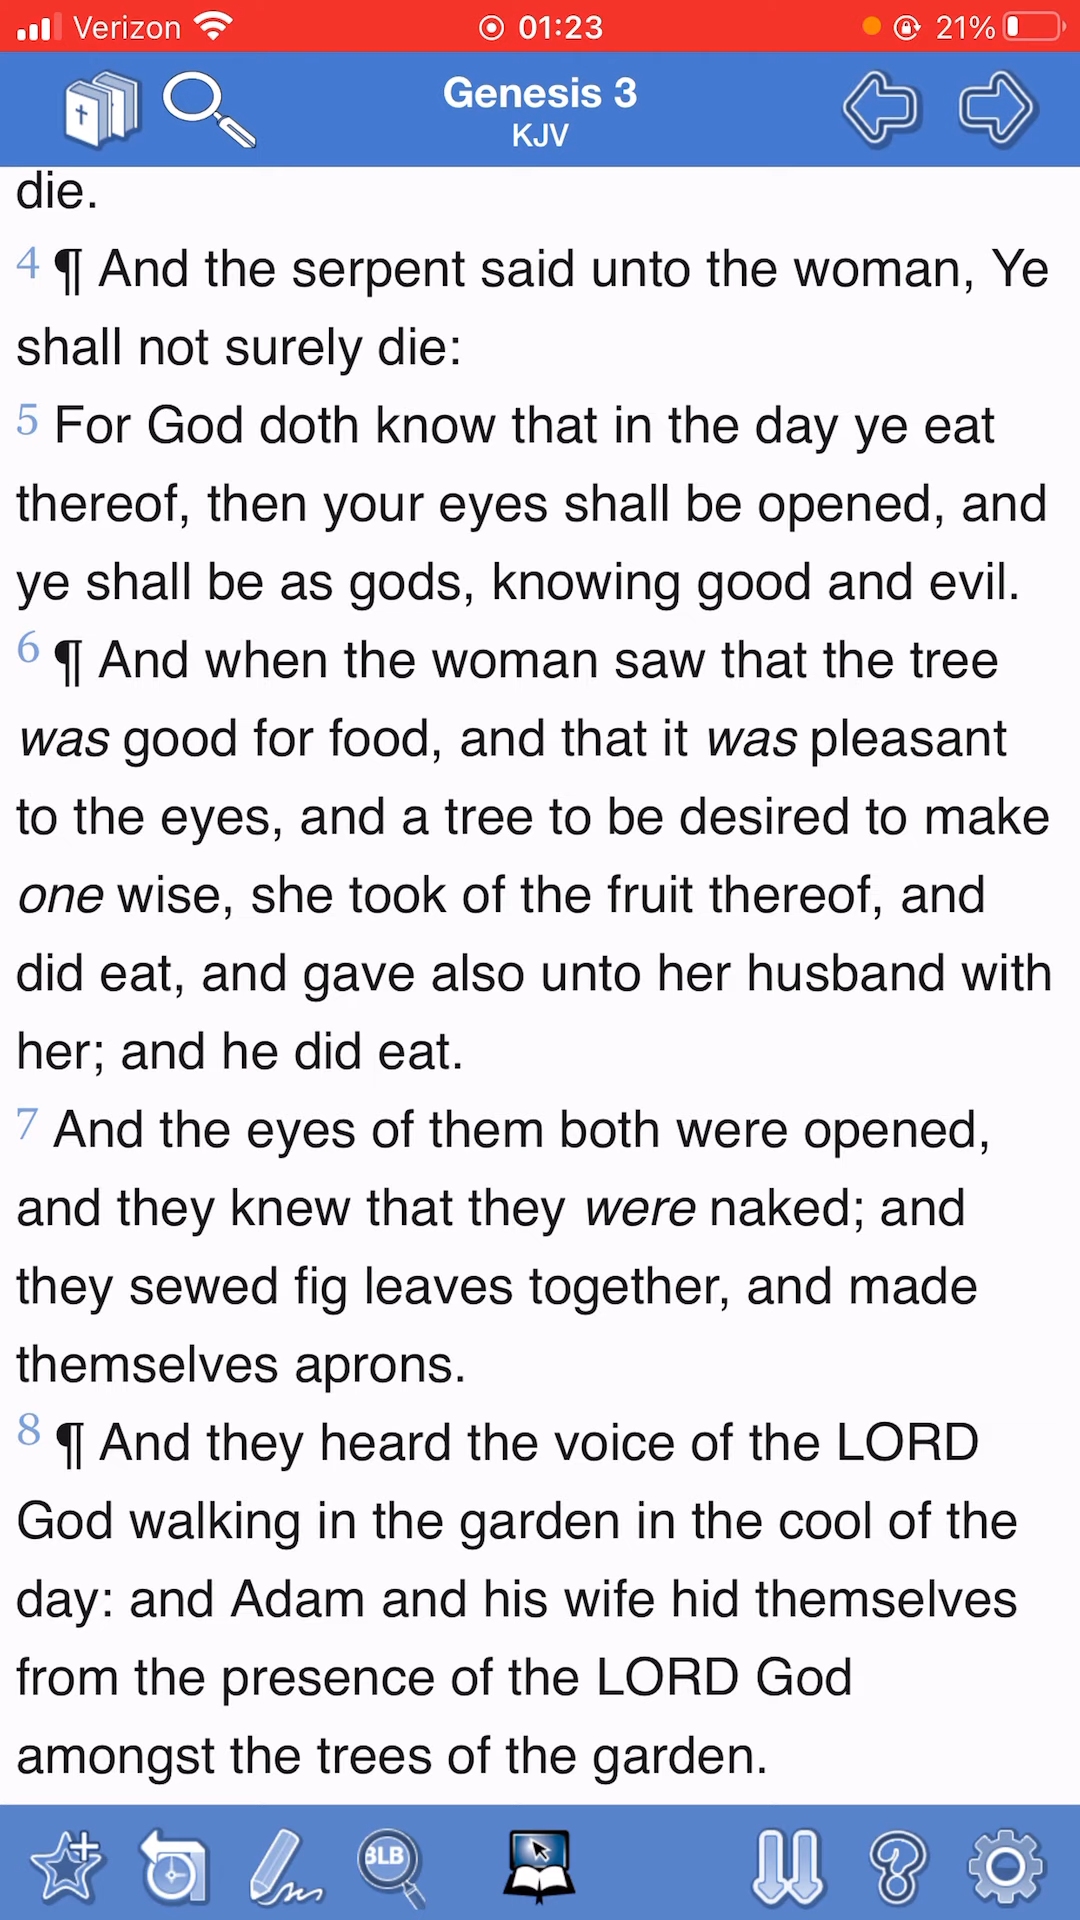 Verizon 01:23 21%
Genesis 3
KJV
die.
4 ¶ And the serpent said unto the woman, Ye
shall not surely die:
5 For God doth know that in the day ye eat
thereof, then your eyes shall be opened, and
ye shall be as gods, knowing good and evil.
6 ¶ And when the woman saw that the tree
was good for food, and that it was pleasant
to the eyes, and a tree to be desired to make
one wise, she took of the fruit thereof, and
did eat, and gave also unto her husband with
her; and he did eat.
7 And the eyes of them both were opened,
and they knew that they were naked; and
they sewed fig leaves together, and made
themselves aprons.
8 ¶ And they heard the voice of the LORD
God walking in the garden in the cool of the
day: and Adam and his wife hid themselves
from the presence of the LORD God
amongst the trees of the garden.
BLB